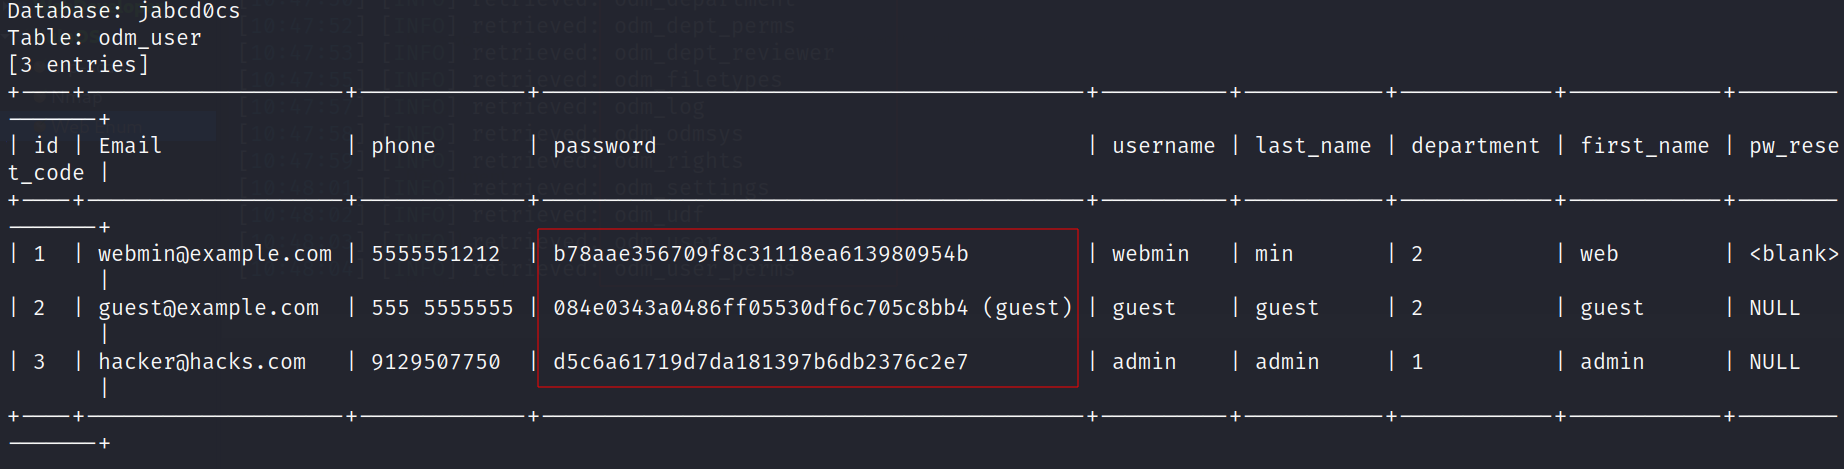 Database: jabcd0cs
Table: odm_user
[3 entries]
+----+--------------------+-------------+------------------------------------------+----------+-----------+------------+------------+-------
-------+
| id | Email | phone | password | username | last_name | department | first_name | pw_rese
t_code |
+----+--------------------+-------------+------------------------------------------+----------+-----------+------------+------------+-------
-------+
| 1 | webmin@example.com | 5555551212 | b78aae356709f8c31118ea613980954b | webmin | min | 2 | web | <blank>
|
| 2 | guest@example.com | 555 5555555 | 084e0343a0486ff05530df6c705c8bb4 (guest) | guest | guest | 2 | guest | NULL
|
| 3 | hacker@hacks.com | 9129507750 | d5c6a61719d7da181397b6db2376c2e7 | admin | admin | 1 | admin | NULL
|
+----+--------------------+-------------+------------------------------------------+----------+-----------+------------+------------+-------
-------+